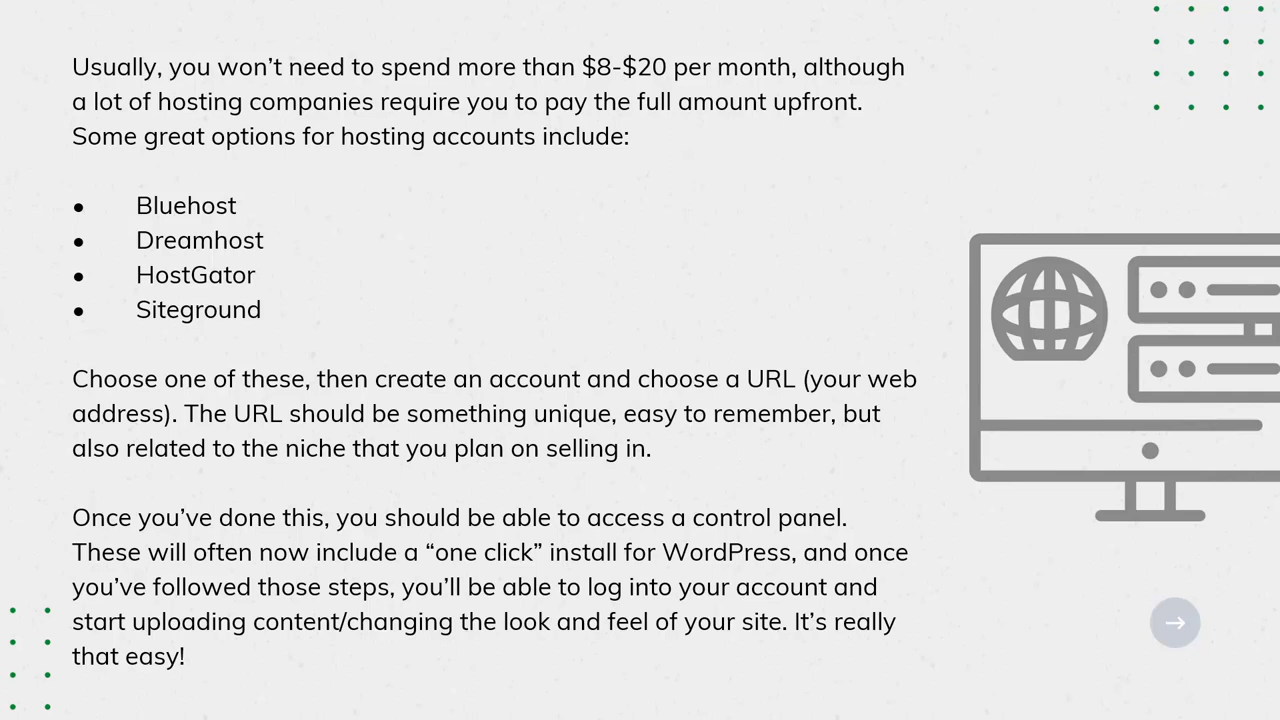 Usually, you won’t need to spend more than $8-$20 per month, although
a lot of hosting companies require you to pay the full amount upfront.
Some great options for hosting accounts include:
• Bluehost
• Dreamhost
• HostGator
• Siteground
Choose one of these, then create an account and choose a URL (your web
address). The URL should be something unique, easy to remember, but
also related to the niche that you plan on selling in.
Once you’ve done this, you should be able to access a control panel.
These will often now include a “one click” install for WordPress, and once
you’ve followed those steps, you’ll be able to log into your account and
start uploading content/changing the look and feel of your site. It’s really
that easy!